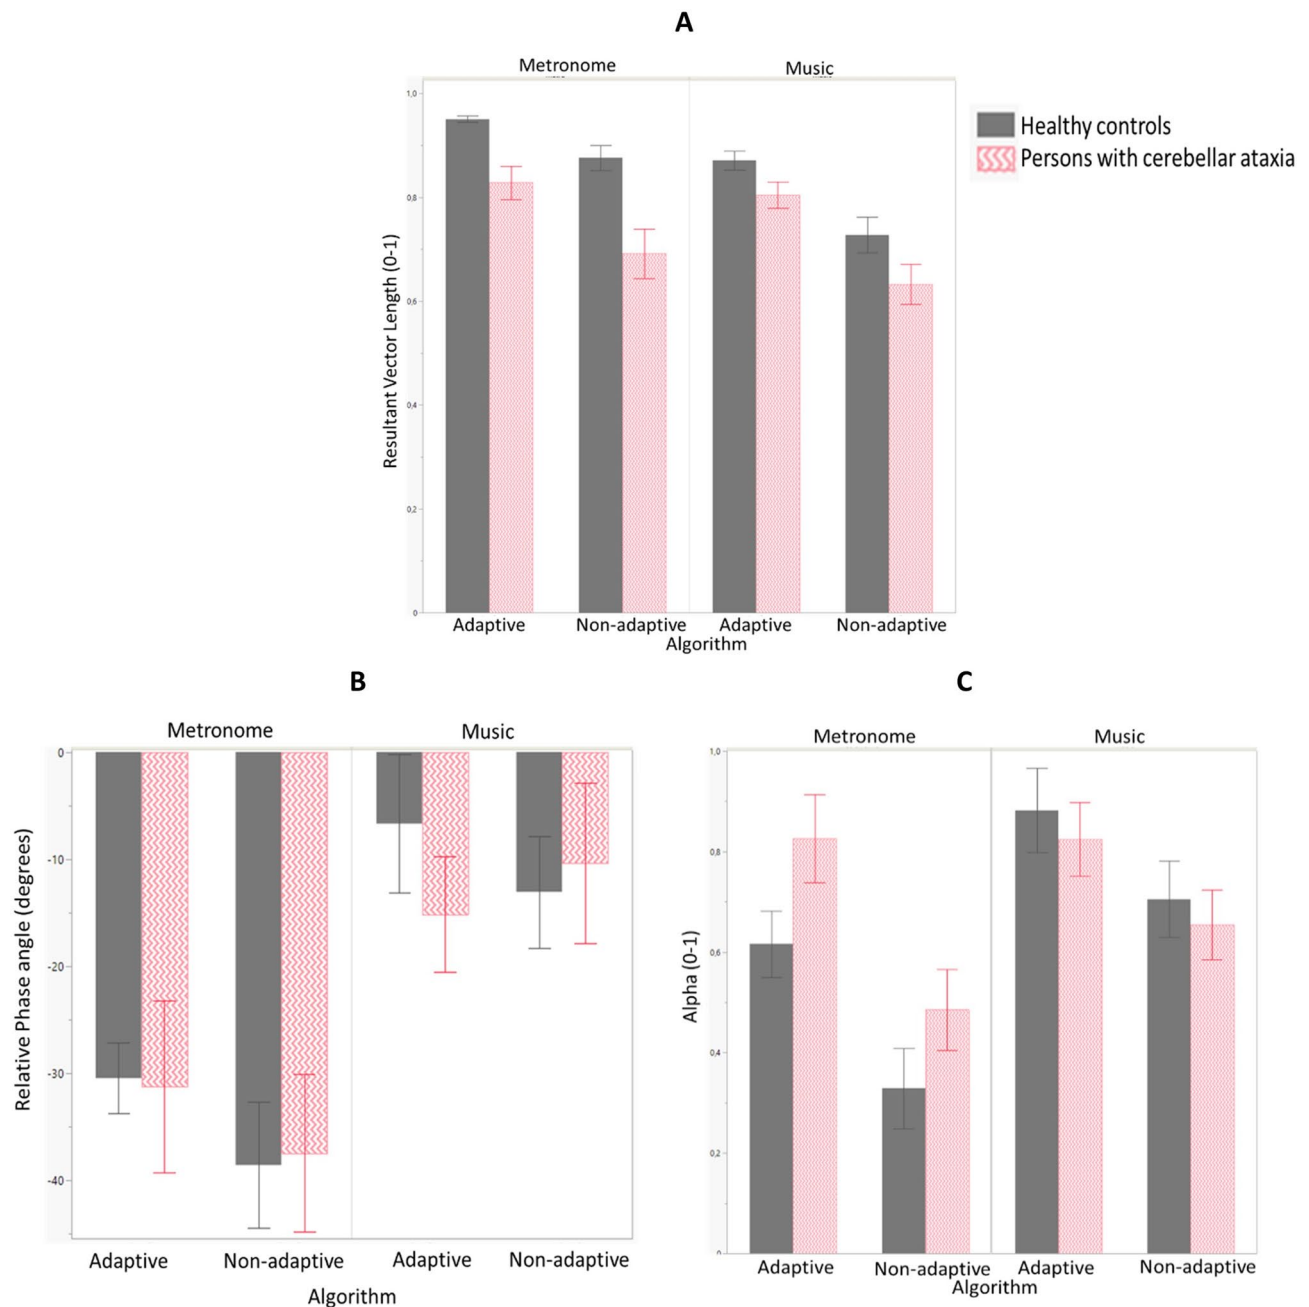 A
Metronome
Music
Healthy controls
Persons with cerebellar ataxia
Resultant Vector Length (0-1)
1,0
0,8
0,6
0,4
0,2
0
Adaptive
Non-adaptive
Adaptive
Non-adaptive
Algorithm
B
Metronome
Music
Relative Phase angle (degrees)
0
-10
-20
-30
-40
Adaptive
Non-adaptive
Adaptive
Non-adaptive
Algorithm
C
Metronome
Music
Alpha (0-1)
1,0
0,8
0,6
0,4
0,2
0
Adaptive
Non-adaptive
Adaptive
Non-adaptive
Algorithm